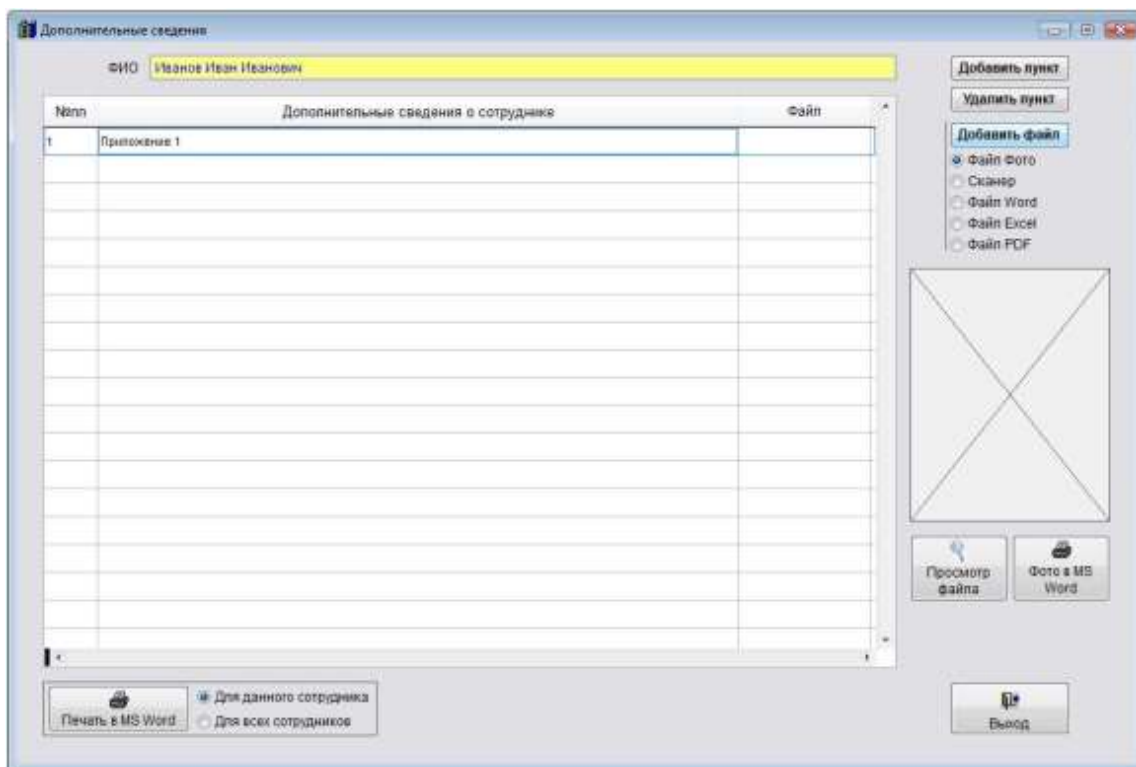 Дополнительные сведения
ФИО Иванов Иван Иванович
Добавить пункт
Удалить пункт
№пп Дополнительные сведения о сотруднике Файл
1 Приложение 1
Добавить файл
Файл Фото
Сканер
Файл Word
Файл Excel
Файл PDF
Просмотр
файла
Фото в MS
Word
Печать в MS Word
Для данного сотрудника
Для всех сотрудников
Выход